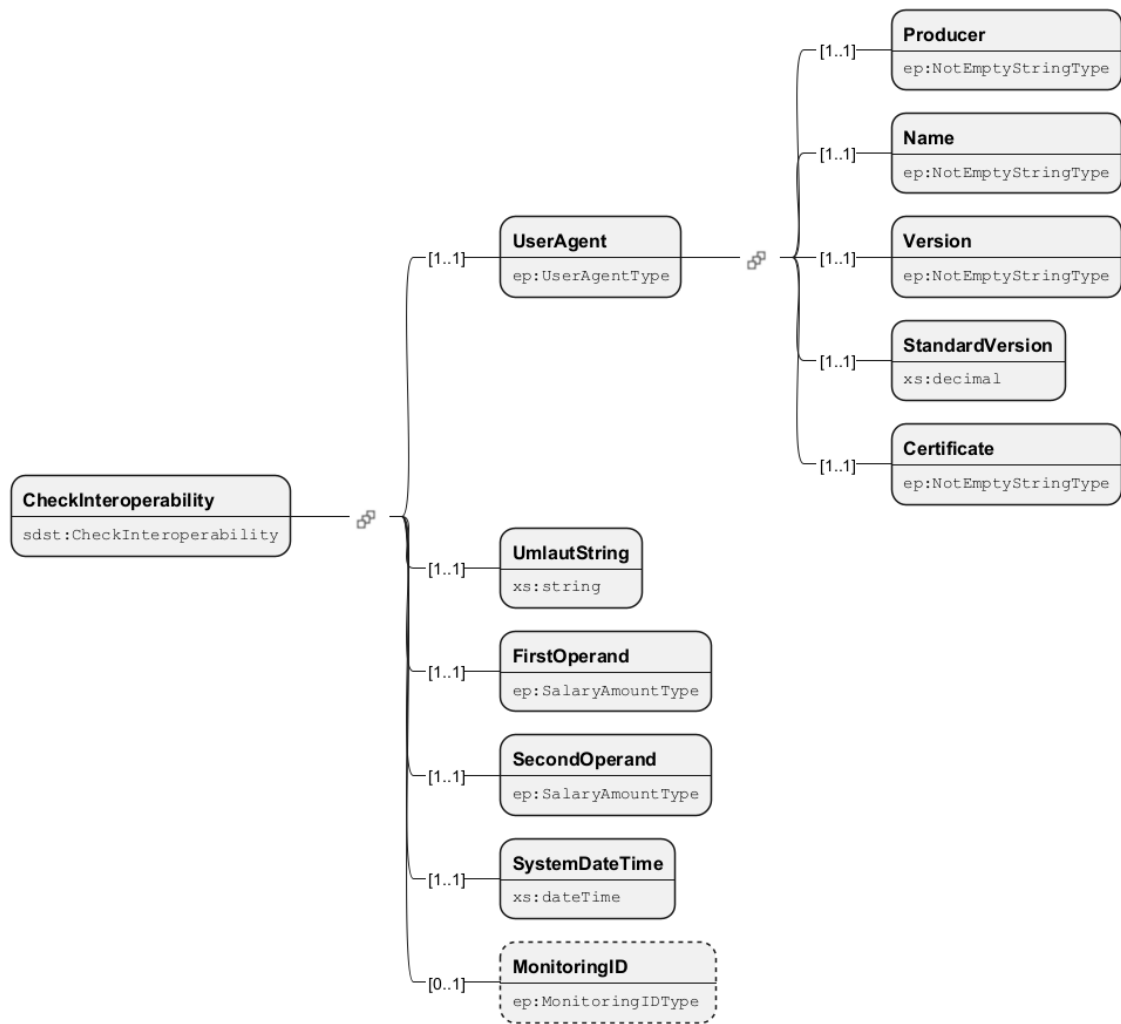 [1..1]
Producer
ep:NotEmptyStringType
[1..1]
Name
ep:NotEmptyStringType
[1..1]
UserAgent
ep:UserAgentType
[1..1]
Version
ep:NotEmptyStringType
[1..1]
StandardVersion
xs:decimal
[1..1]
Certificate
ep:NotEmptyStringType
CheckInteroperability
sdst:CheckInteroperability
[1..1]
UmlautString
xs:string
[1..1]
FirstOperand
ep:SalaryAmountType
[1..1]
SecondOperand
ep:SalaryAmountType
[1..1]
SystemDateTime
xs:dateTime
[0..1]
MonitoringID
ep:MonitoringIDType